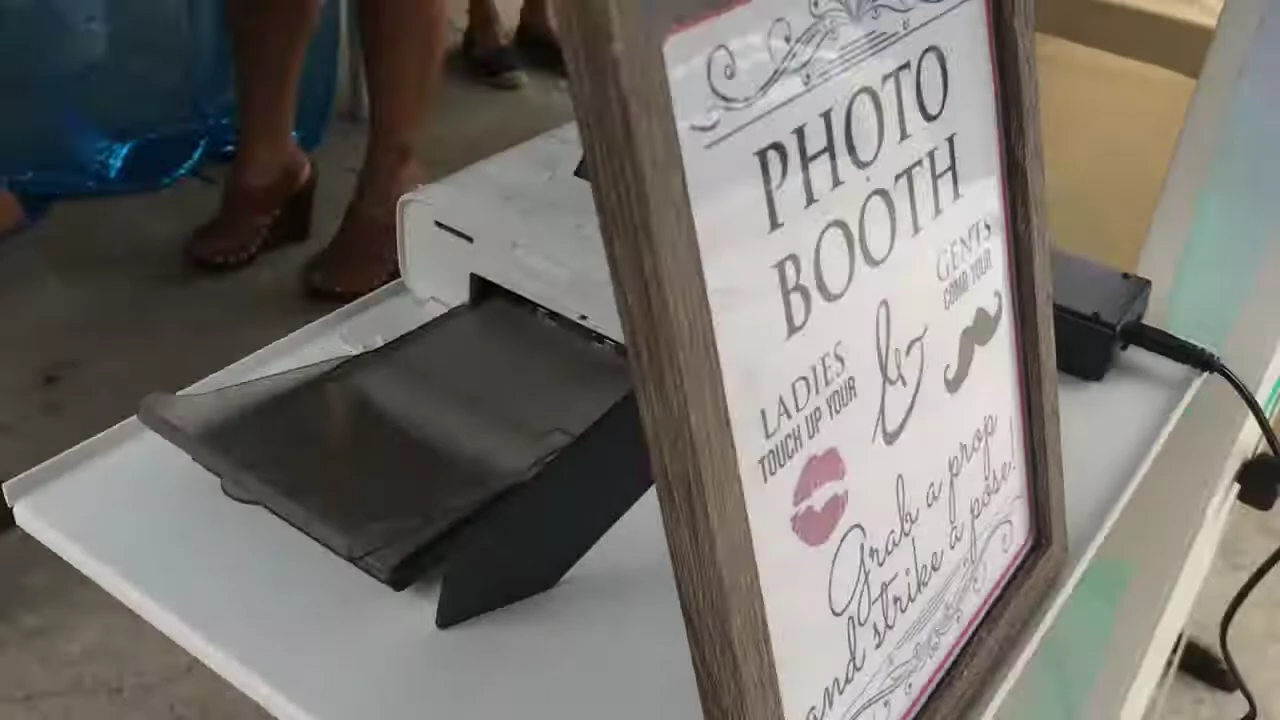 PHOTO
BOOTH
LADIES
TOUCH UP YOUR
&
GENTS
COMB YOUR
Grab a prop
and strike a pose!